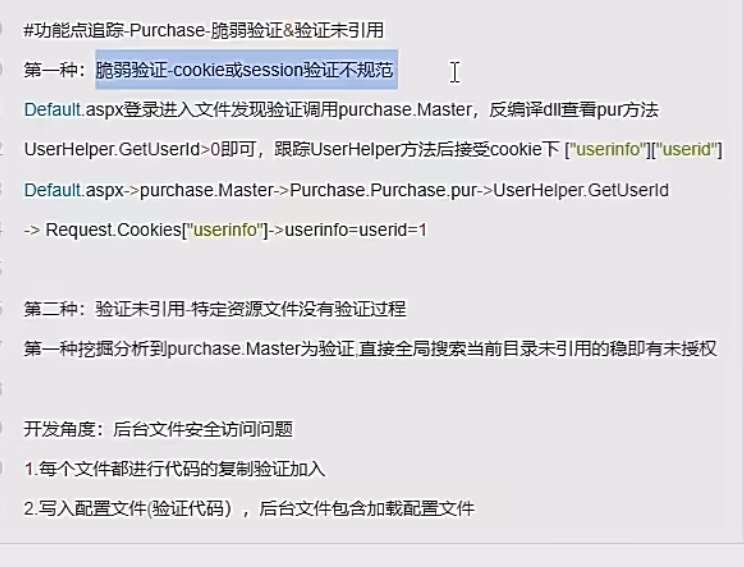 #功能点追踪-Purchase-脆弱验证&验证未引用
第一种：脆弱验证-cookie或session验证不规范
Default.aspx登录进入文件发现验证调用purchase.Master，反编译dll查看pur方法
UserHelper.GetUserId>0即可，跟踪UserHelper方法后接受cookie下 ["userinfo"]["userid"]
Default.aspx->purchase.Master->Purchase.Purchase.pur->UserHelper.GetUserId
-> Request.Cookies["userinfo"]->userinfo=userid=1
第二种：验证未引用-特定资源文件没有验证过程
第一种挖掘分析到purchase.Master为验证,直接全局搜索当前目录未引用的稳即有未授权
开发角度：后台文件安全访问问题
1.每个文件都进行代码的复制验证加入
2.写入配置文件(验证代码），后台文件包含加载配置文件